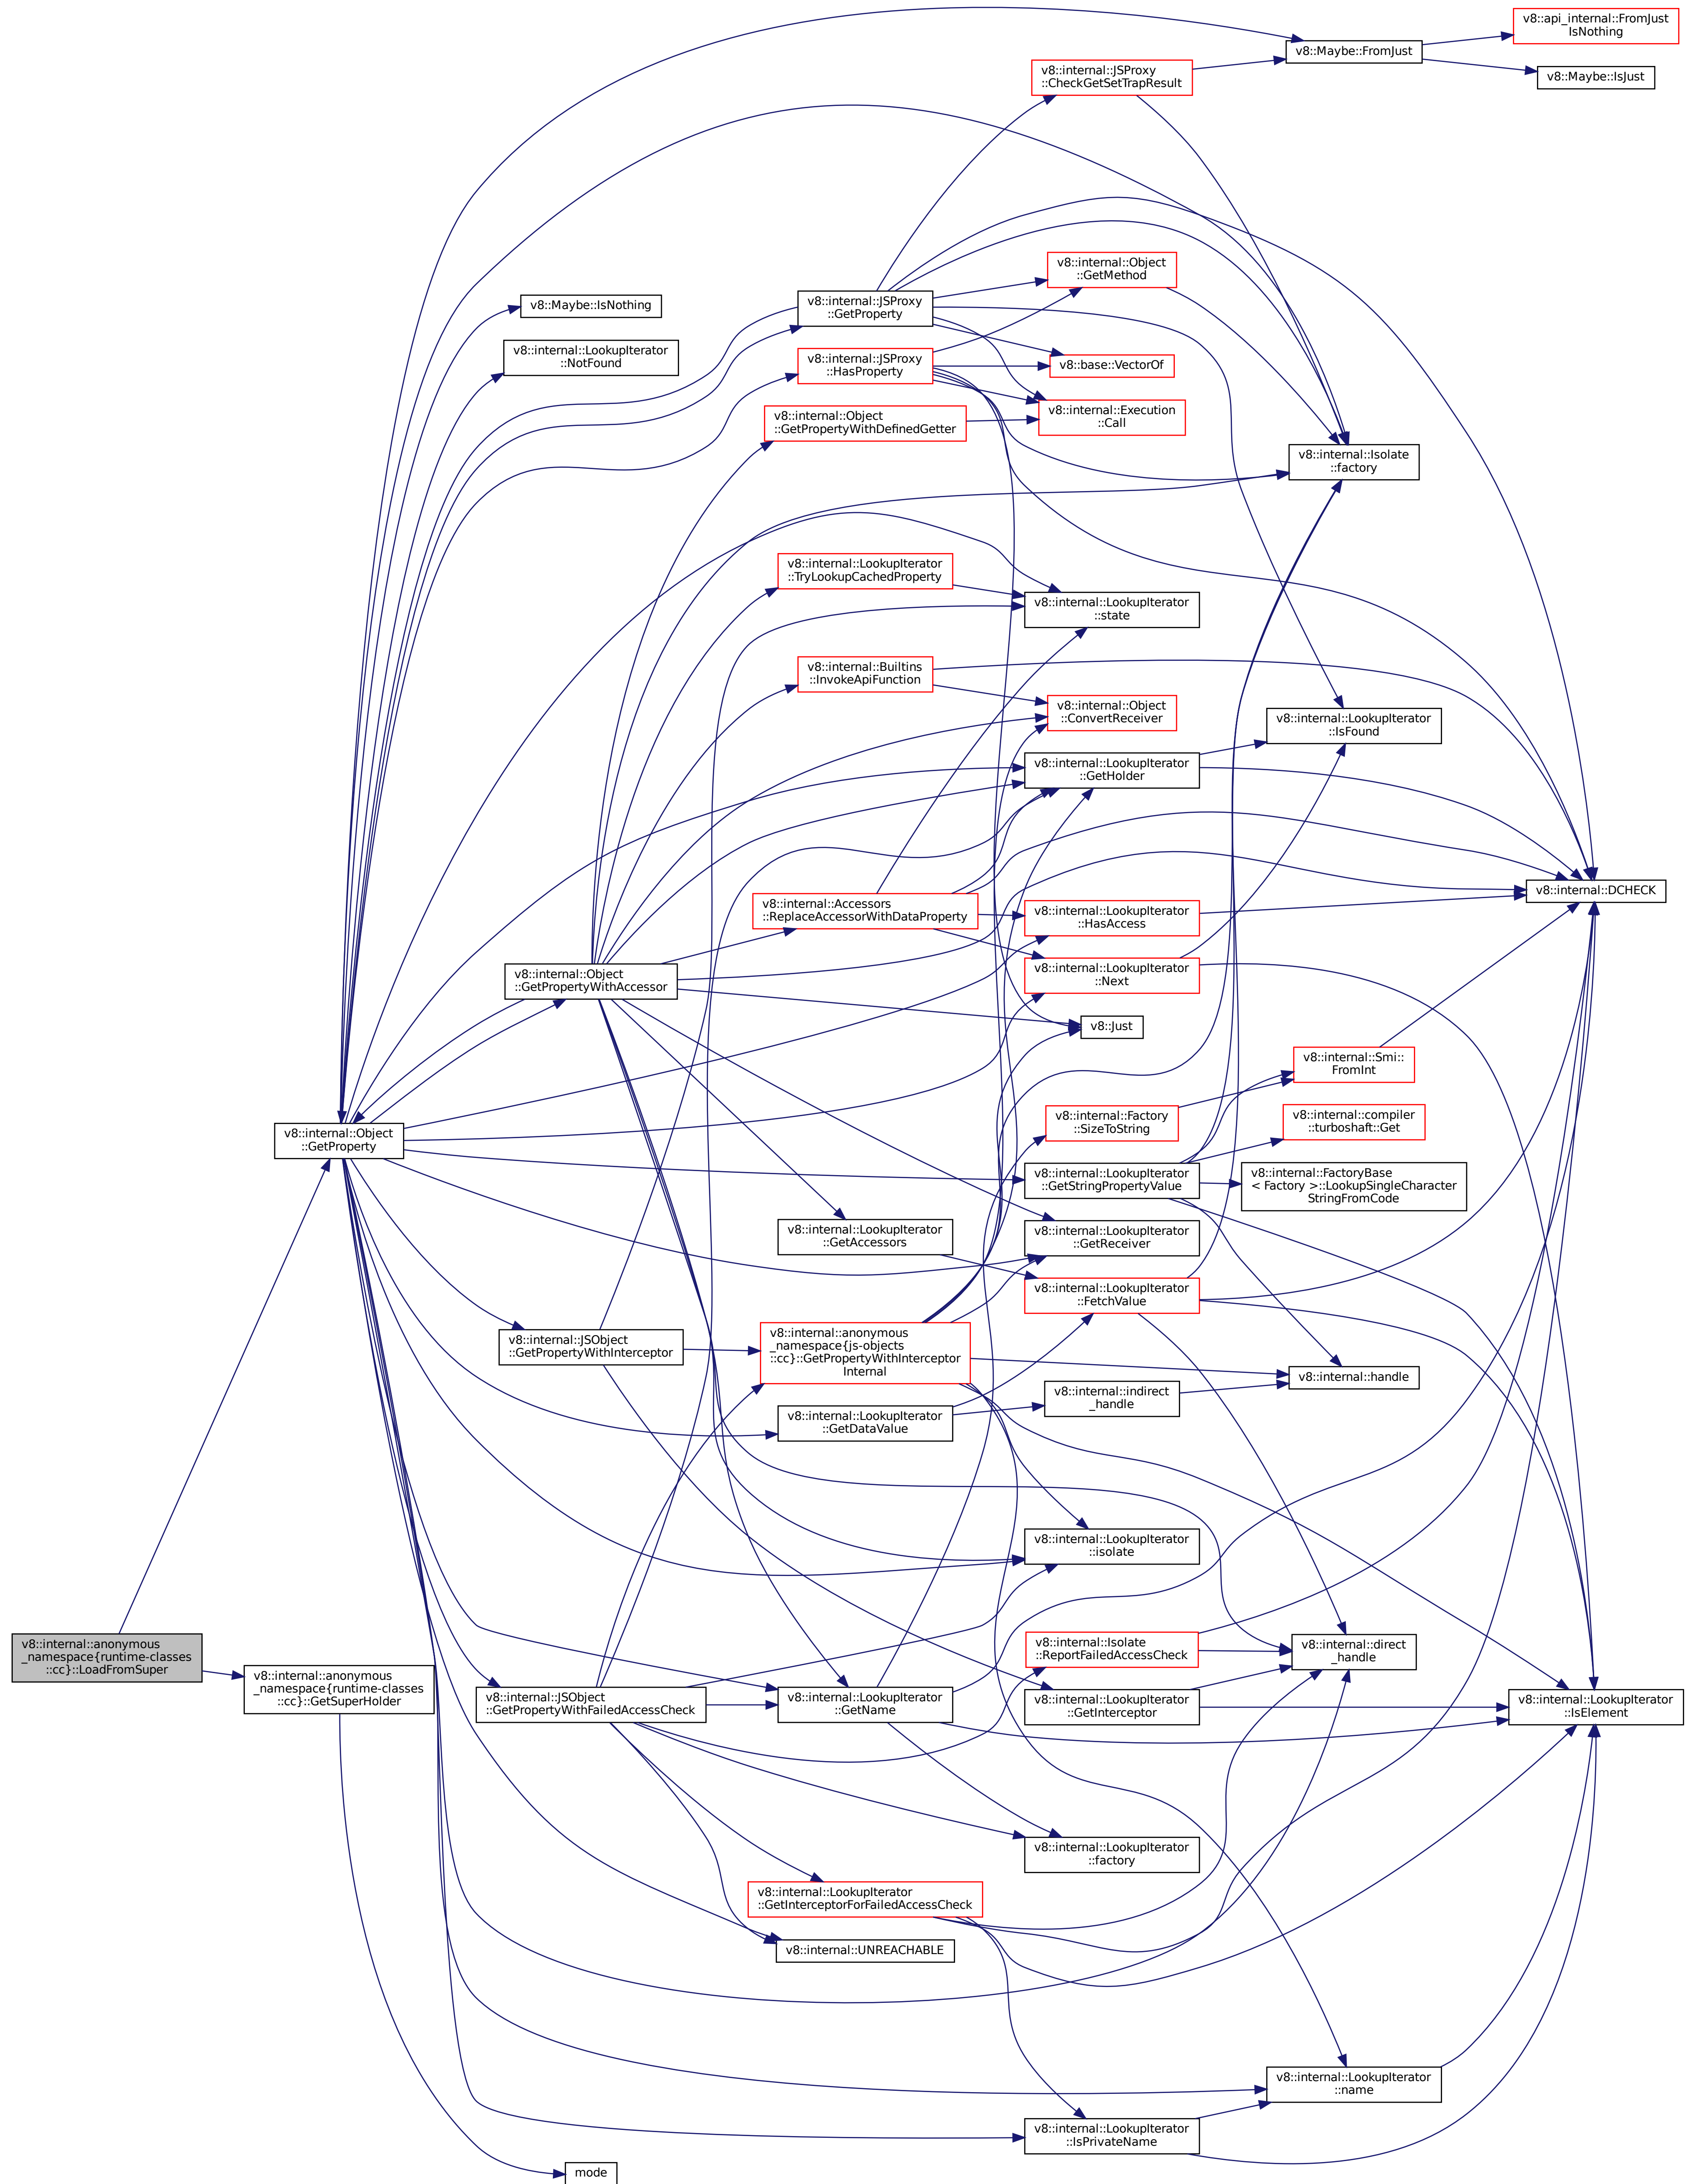 v8::api_internal::FromJust
IsNothing
v8::Maybe::FromJust
v8::Maybe::IsJust
v8::internal::JSProxy
::CheckGetSetTrapResult
v8::internal::Object
::GetMethod
v8::Maybe::IsNothing
v8::internal::JSProxy
::GetProperty
v8::internal::LookupIterator
::NotFound
v8::internal::JSProxy
::HasProperty
v8::base::VectorOf
v8::internal::Object
::GetPropertyWithDefinedGetter
v8::internal::Execution
::Call
v8::internal::Isolate
::factory
v8::internal::LookupIterator
::TryLookupCachedProperty
v8::internal::LookupIterator
::state
v8::internal::Builtins
::InvokeApiFunction
v8::internal::Object
::ConvertReceiver
v8::internal::LookupIterator
::IsFound
v8::internal::LookupIterator
::GetHolder
v8::internal::DCHECK
v8::internal::Accessors
::ReplaceAccessorWithDataProperty
v8::internal::LookupIterator
::HasAccess
v8::internal::Object
::GetPropertyWithAccessor
v8::internal::LookupIterator
::Next
v8::Just
v8::internal::Smi::
FromInt
v8::internal::Factory
::SizeToString
v8::internal::compiler
::turboshaft::Get
v8::internal::Object
::GetProperty
v8::internal::LookupIterator
::GetStringPropertyValue
v8::internal::FactoryBase
< Factory >::LookupSingleCharacter
StringFromCode
v8::internal::LookupIterator
::GetAccessors
v8::internal::LookupIterator
::GetReceiver
v8::internal::LookupIterator
::FetchValue
v8::internal::JSObject
::GetPropertyWithInterceptor
v8::internal::anonymous
_namespace{js-objects
::cc}::GetPropertyWithInterceptor
Internal
v8::internal::handle
v8::internal::indirect
_handle
v8::internal::LookupIterator
::GetDataValue
v8::internal::LookupIterator
::isolate
v8::internal::anonymous
_namespace{runtime-classes
::cc}::LoadFromSuper
v8::internal::Isolate
::ReportFailedAccessCheck
v8::internal::direct
_handle
v8::internal::anonymous
_namespace{runtime-classes
::cc}::GetSuperHolder
v8::internal::JSObject
::GetPropertyWithFailedAccessCheck
v8::internal::LookupIterator
::GetName
v8::internal::LookupIterator
::GetInterceptor
v8::internal::LookupIterator
::IsElement
v8::internal::LookupIterator
::factory
v8::internal::LookupIterator
::GetInterceptorForFailedAccessCheck
v8::internal::UNREACHABLE
v8::internal::LookupIterator
::name
v8::internal::LookupIterator
::IsPrivateName
mode